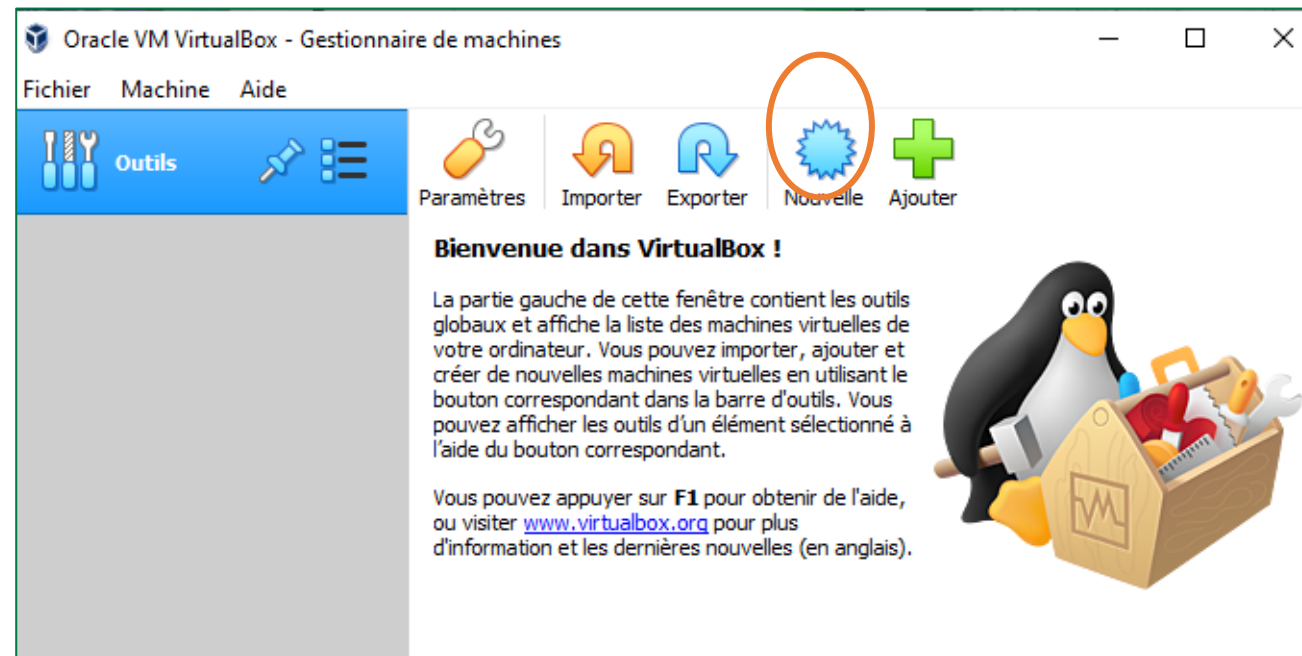 Oracle VM VirtualBox - Gestionnaire de machines
Fichier Machine Aide
Outils
Paramètres Importer Exporter Nouvelle Ajouter
Bienvenue dans VirtualBox !
La partie gauche de cette fenêtre contient les outils
globaux et affiche la liste des machines virtuelles de
votre ordinateur. Vous pouvez importer, ajouter et
créer de nouvelles machines virtuelles en utilisant le
bouton correspondant dans la barre d'outils. Vous
pouvez afficher les outils d’un élément sélectionné à
l’aide du bouton correspondant.
Vous pouvez appuyer sur F1 pour obtenir de l'aide,
ou visiter www.virtualbox.org pour plus
d'information et les dernières nouvelles (en anglais).